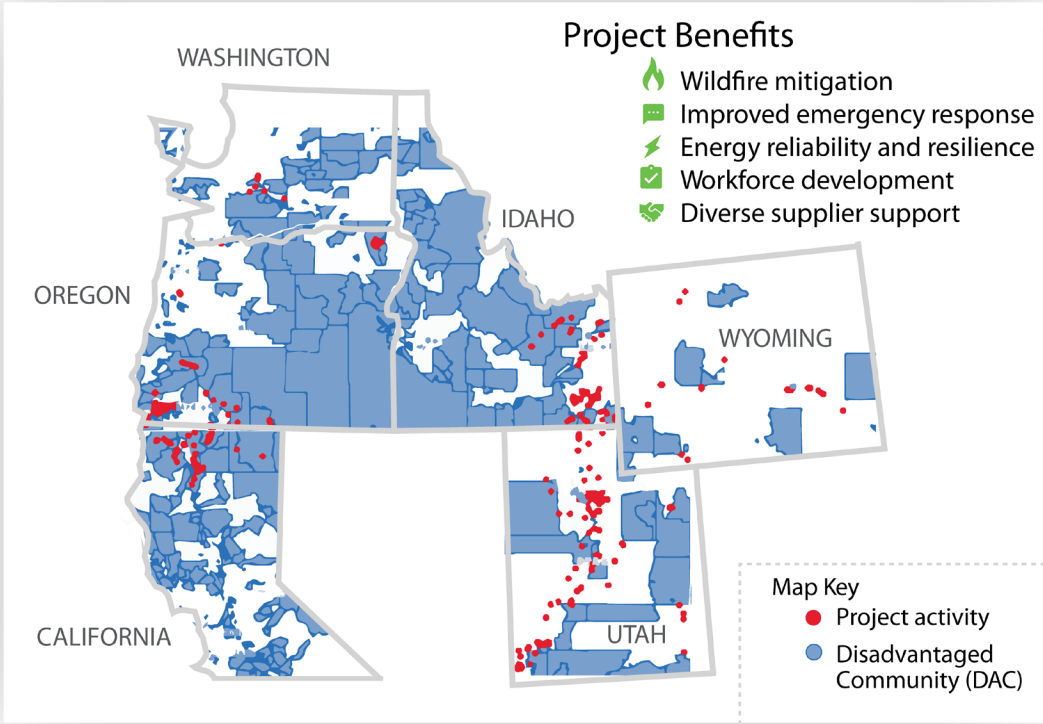 Project Benefits
Wildfire mitigation
Improved emergency response
Energy reliability and resilience
Workforce development
Diverse supplier support
WASHINGTON
IDAHO
OREGON
WYOMING
CALIFORNIA
UTAH
Map Key
Project activity
Disadvantaged
Community (DAC)